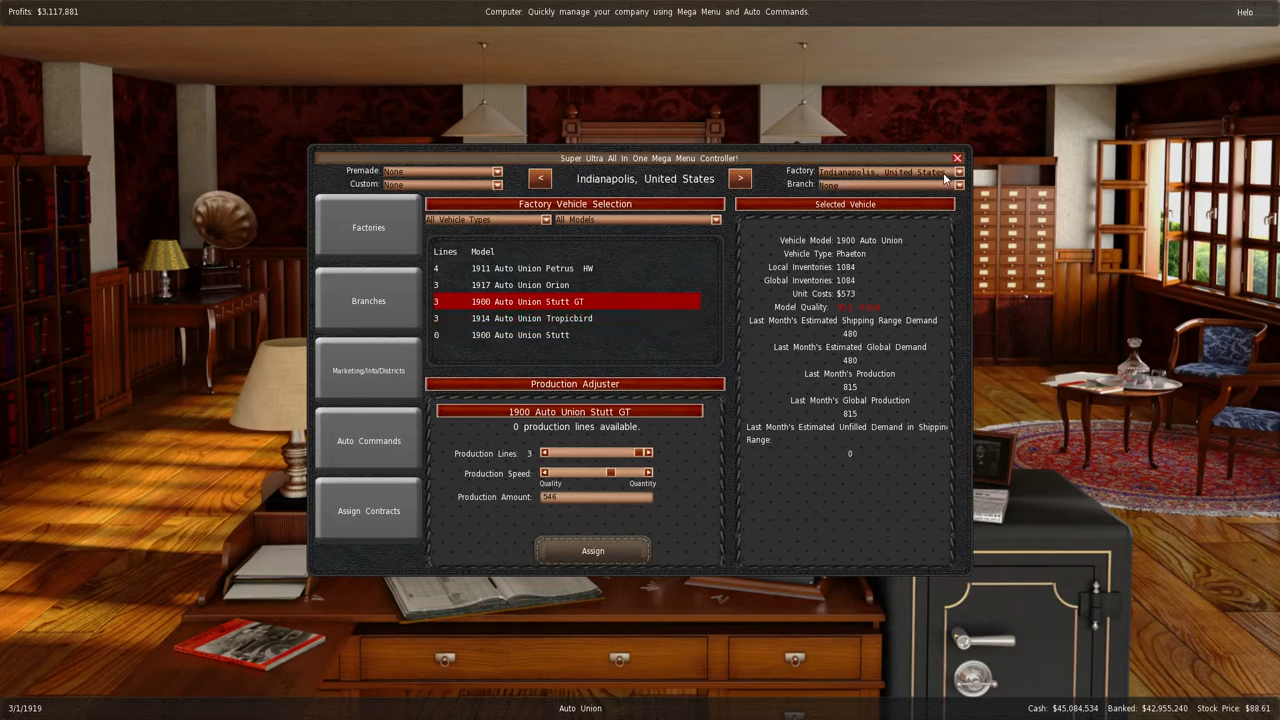 Profits: $3,117,881
Computer: Quickly manage your company using Mega Menu and Auto Commands.
Help
Super Ultra All In One Mega Menu Controller!
Premade: None
Custom: None
<
Indianapolis, United States
>
Factory: Indianapolis, United States
Branch: None
Factories
Branches
Marketing/Info/Districts
Auto Commands
Assign Contracts
Factory Vehicle Selection
All Vehicle Types
All Models
Lines Model
4 1911 Auto Union Petrus HW
3 1917 Auto Union Orion
3 1900 Auto Union Stutt GT
3 1914 Auto Union Tropicbird
0 1900 Auto Union Stutt
Production Adjuster
1900 Auto Union Stutt GT
0 production lines available.
Production Lines: 3
Production Speed:
Quality Quantity
Production Amount: 546
Assign
Selected Vehicle
Vehicle Model: 1900 Auto Union
Vehicle Type: Phaeton
Local Inventories: 1084
Global Inventories: 1084
Unit Costs: $573
Model Quality:
Last Month's Estimated Shipping Range Demand
480
Last Month's Estimated Global Demand
480
Last Month's Production
815
Last Month's Global Production
815
Last Month's Estimated Unfilled Demand in Shipping
Range:
0
3/1/1919
Auto Union
Cash: $45,084,534 Banked: $42,955,240 Stock Price: $88.61